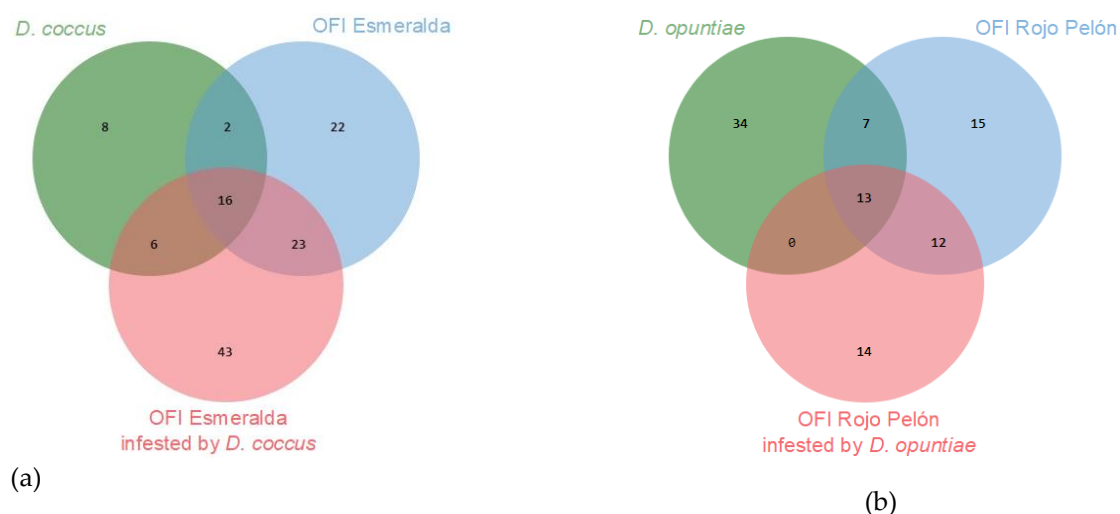 D. coccus
OFI Esmeralda
8
2
22
16
6
23
43
OFI Esmeralda
infested by D. coccus
(a)
D. opuntiae
OFI Rojo Pelón
34
7
15
13
0
12
14
OFI Rojo Pelón
infested by D. opuntiae
(b)